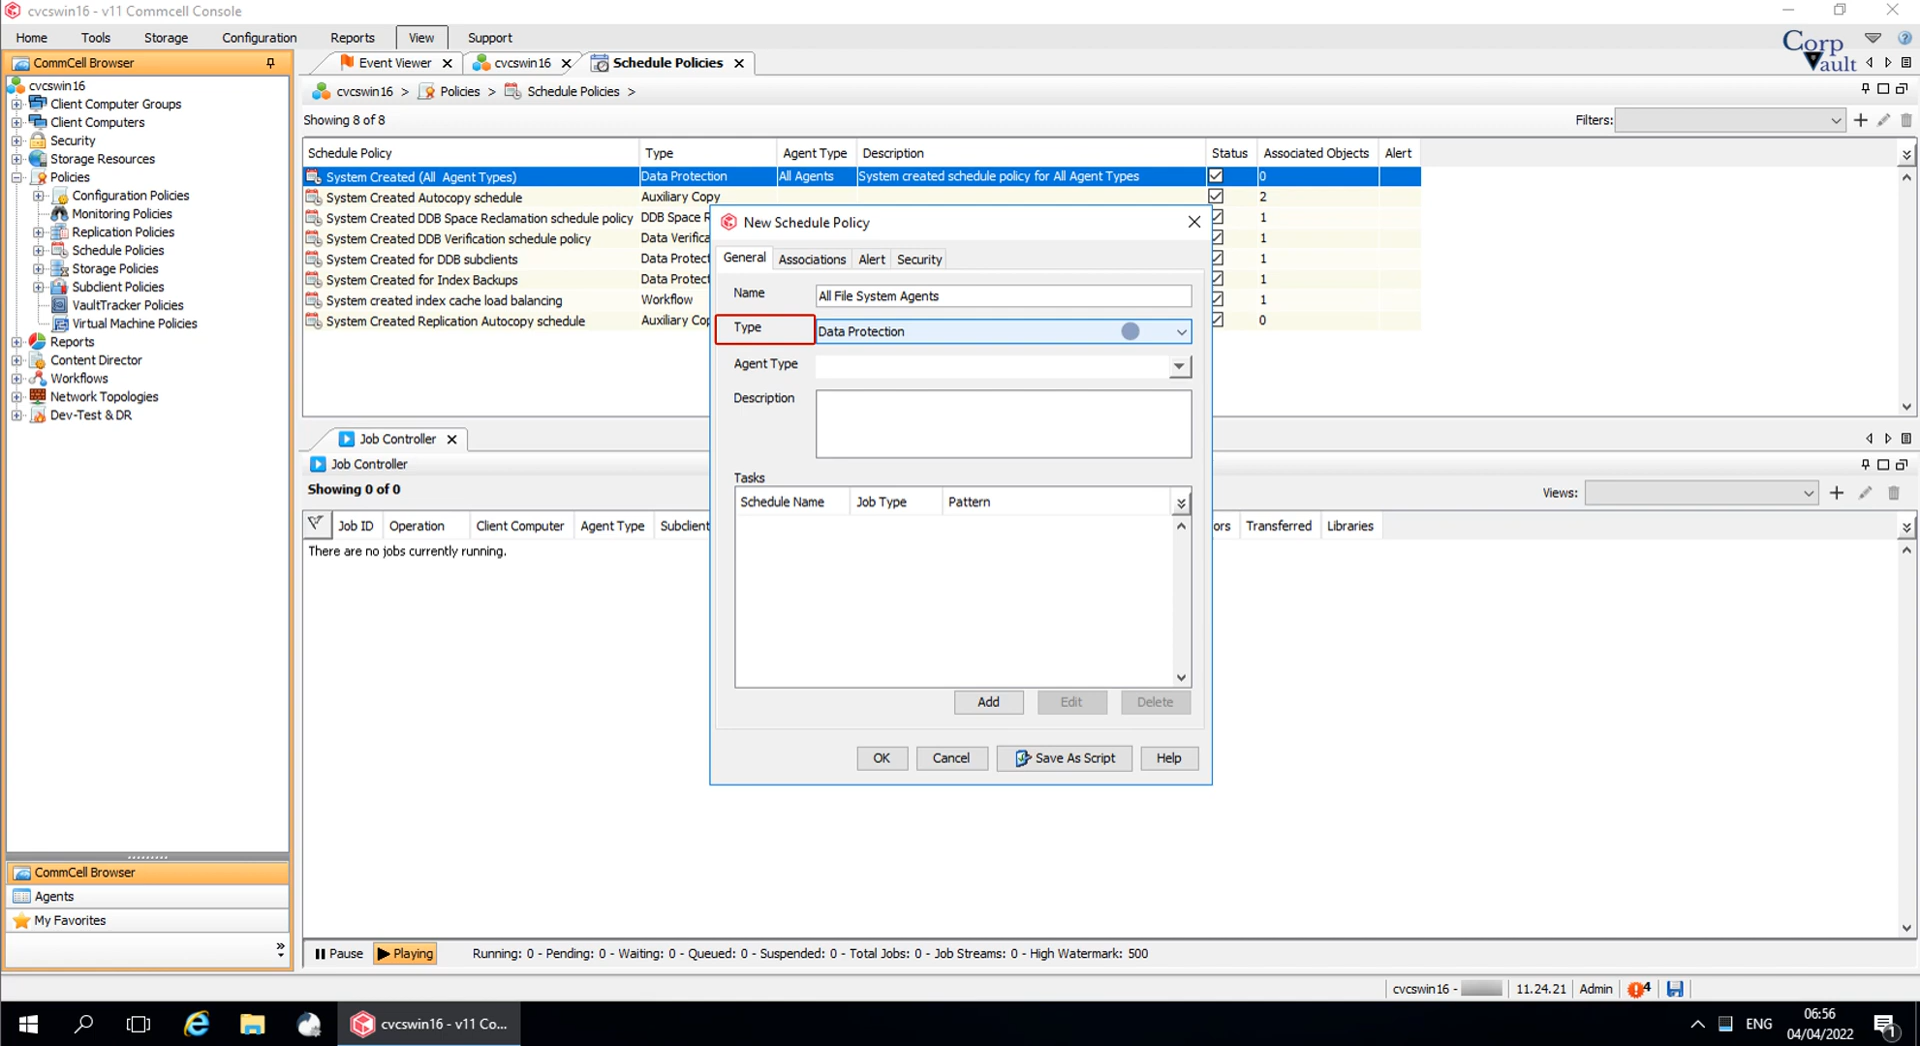 cvcswin16 - v11 Commcell Console
Home Tools Storage Configuration Reports View Support
Corp Vault
CommCell Browser
Event Viewer cvcswin16 Schedule Policies
cvcswin16 > Policies > Schedule Policies >
Showing 8 of 8 Filters:
cvcswin16
Client Computer Groups
Client Computers
Security
Storage Resources
Policies
Configuration Policies
Monitoring Policies
Replication Policies
Schedule Policies
Storage Policies
Subclient Policies
VaultTracker Policies
Virtual Machine Policies
Reports
Content Director
Workflows
Network Topologies
Dev-Test & DR
CommCell Browser
Agents
My Favorites
Schedule Policy Type Agent Type Description Status Associated Objects Alert
System Created (All Agent Types) Data Protection All Agents System created schedule policy for All Agent Types 0
System Created Autocopy schedule Auxiliary Copy 2
System Created DDB Space Reclamation schedule policy DDB Space R 1
System Created DDB Verification schedule policy Data Verifica 1
System Created for DDB subclients Data Protect 1
System Created for Index Backups Data Protect 1
System created index cache load balancing Workflow 1
System Created Replication Autocopy schedule Auxiliary Cop 0
New Schedule Policy
General Associations Alert Security
Name All File System Agents
Type Data Protection
Agent Type
Description
Tasks
Schedule Name Job Type Pattern
Add Edit Delete
OK Cancel Save As Script Help
Job Controller
Job Controller
Showing 0 of 0 Views:
Job ID Operation Client Computer Agent Type Subclient ors Transferred Libraries
There are no jobs currently running.
Pause Playing Running: 0 - Pending: 0 - Waiting: 0 - Queued: 0 - Suspended: 0 - Total Jobs: 0 - Job Streams: 0 - High Watermark: 500
cvcswin16 - 11.24.21 Admin 4
cvcswin16 - v11 Co... ENG 06:56
04/04/2022 1